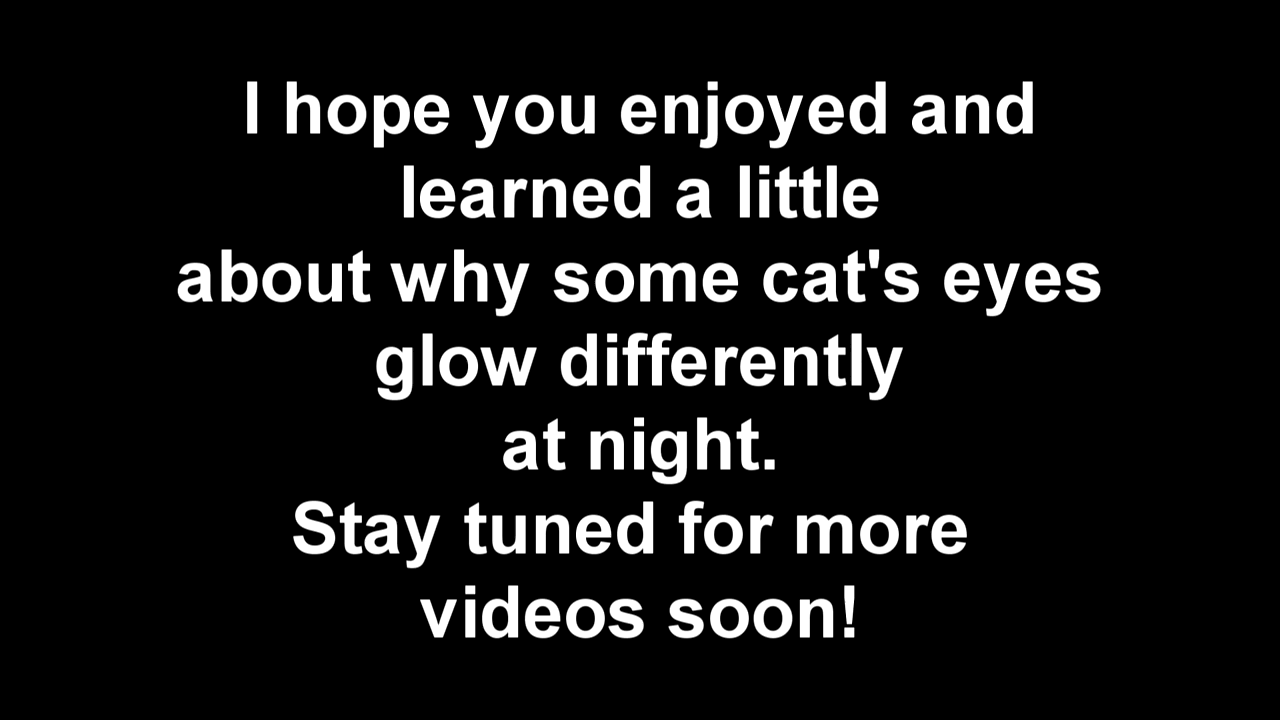 I hope you enjoyed and
learned a little
about why some cat's eyes
glow differently
at night.
Stay tuned for more
videos soon!